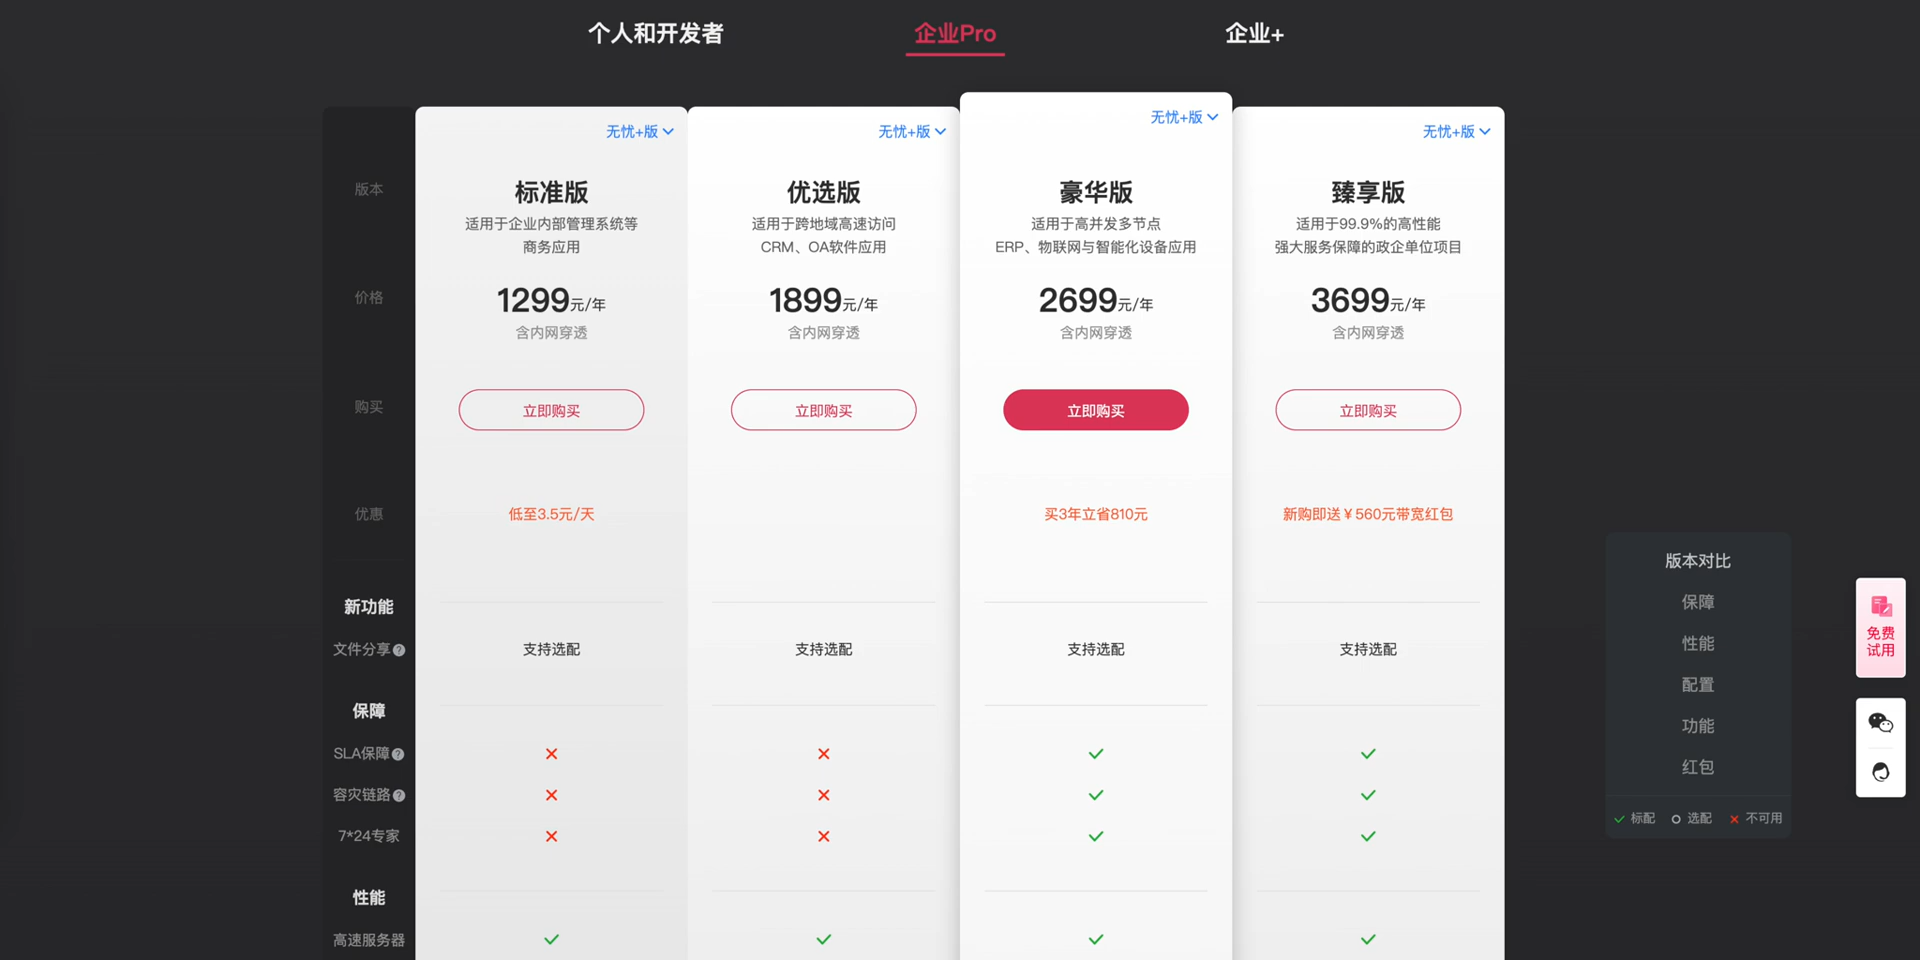 个人和开发者
企业Pro
企业+
无忧+版
无忧+版
无忧+版
无忧+版
版本
标准版
适用于企业内部管理系统等
商务应用
优选版
适用于跨地域高速访问
CRM、OA软件应用
豪华版
适用于高并发多节点
ERP、物联网与智能化设备应用
臻享版
适用于99.9%的高性能
强大服务保障的政企单位项目
价格
1299元/年
含内网穿透
1899元/年
含内网穿透
2699元/年
含内网穿透
3699元/年
含内网穿透
购买
立即购买
立即购买
立即购买
立即购买
优惠
低至3.5元/天
买3年立省810元
新购即送￥560元带宽红包
新功能
文件分享?
支持选配
支持选配
支持选配
支持选配
保障
SLA保障?
容灾链路?
7*24专家
性能
高速服务器
版本对比
保障
性能
配置
功能
红包
标配
选配
不可用
免费
试用